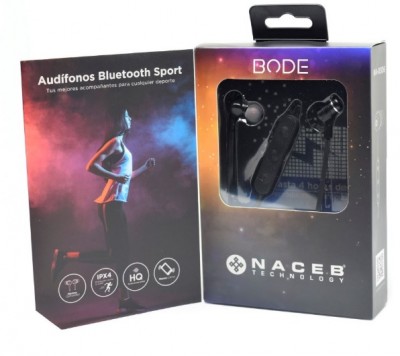 Audífonos Bluetooth Sport
Tus mejores acompañantes para cualquier deporte
IPX4
HQ
BODE
NACEB
TECHNOLOGY